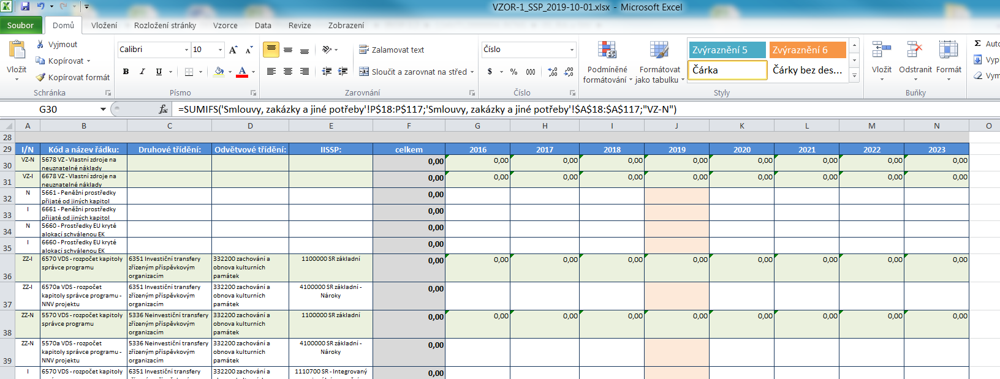 VZOR-1_SSP_2019-10-01.xlsx - Microsoft Excel
Soubor Domů Vložení Rozložení stránky Vzorce Data Revize Zobrazení
Vložit
Vyjmout
Kopírovat
Kopírovat formát
Schránka
Calibri 10
B I U
Písmo
Zalamovat text
Sloučit a zarovnat na střed
Zarovnání
Číslo
$ % 000
Číslo
Podmíněné formátování
Formátovat jako tabulku
Zvýraznění 5 Zvýraznění 6
Čárka Čárky bez des...
Styly
Vložit Odstranit Formát
Buňky
Σ Auto
Vyp
Vym
G30 fx =SUMIFS('Smlouvy, zakázky a jiné potřeby'!P$18:P$117;'Smlouvy, zakázky a jiné potřeby'!$A$18:$A$117;"VZ-N")
A B C D E F G H I J K L M N O
28
29 I/N Kód a název řádku: Druhové třídění: Odvětvové třídění: IISSP: celkem 2016 2017 2018 2019 2020 2021 2022 2023
30 VZ-N 5678 VZ - Vlastní zdroje na neuznatelné náklady 0,00 0,00 0,00 0,00 0,00 0,00 0,00 0,00 0,00
31 VZ-I 6678 VZ - Vlastní zdroje na neuznatelné náklady 0,00 0,00 0,00 0,00 0,00 0,00 0,00 0,00 0,00
32 N 5661 - Peněžní prostředky přijaté od jiných kapitol 0,00
33 I 6661 - Peněžní prostředky přijaté od jiných kapitol 0,00
34 N 5660 - Prostředky EU kryté alokací schválenou EK 0,00
35 I 6660 - Prostředky EU kryté alokací schválenou EK 0,00
36 ZZ-I 6570 VDS - rozpočet kapitoly správce programu 6351 Investiční transfery zřízeným příspěvkovým organizacím 332200 zachování a obnova kulturních památek 1100000 SR základní 0,00 0,00 0,00 0,00 0,00 0,00 0,00 0,00 0,00
37 ZZ-I 6570a VDS - rozpočet kapitoly správce programu - NNV projektu 6351 Investiční transfery zřízeným příspěvkovým organizacím 332200 zachování a obnova kulturních památek 4100000 SR základní - Nároky 0,00
38 ZZ-N 5570 VDS - rozpočet kapitoly správce programu 5336 Neinvestiční transfery zřízeným příspěvkovým organizacím 332200 zachování a obnova kulturních památek 1100000 SR základní 0,00 0,00 0,00 0,00 0,00 0,00 0,00 0,00 0,00
39 ZZ-N 5570a VDS - rozpočet kapitoly správce programu - NNV projektu 5336 Neinvestiční transfery zřízeným příspěvkovým organizacím 332200 zachování a obnova kulturních památek 4100000 SR základní - Nároky 0,00
I 6570 VDS - rozpočet kapitoly 6351 Investiční transfery 332200 zachování a 1110700 SR - Integrovaný 0,00